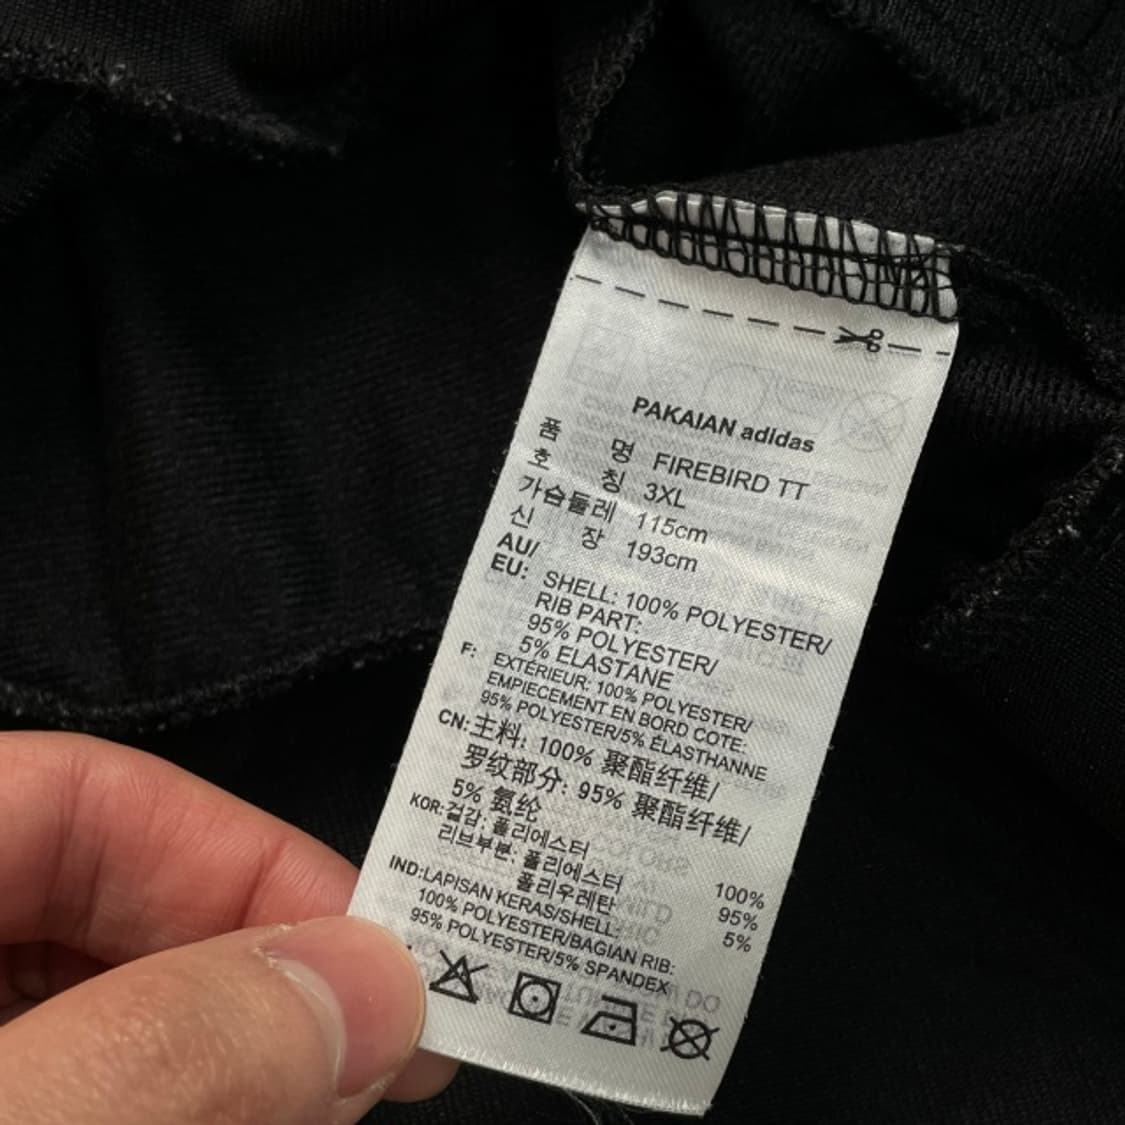 PAKAIAN adidas
품 명 FIREBIRD TT
호 칭 3XL
가슴둘레 115cm
신 장 193cm
AU/
EU: SHELL: 100% POLYESTER/
RIB PART:
95% POLYESTER/
5% ELASTANE
F: EXTÉRIEUR: 100% POLYESTER/
EMPIECEMENT EN BORD COTE:
95% POLYESTER/5% ÉLASTHANNE
CN: 主料: 100% 聚酯纤维/
罗纹部分: 95% 聚酯纤维/
5% 氨纶
KOR: 겉감: 폴리에스터 100%
리브부분: 폴리에스터 95%
폴리우레탄 5%
IND: LAPISAN KERAS/SHELL:
100% POLYESTER/BAGIAN RIB:
95% POLYESTER/5% SPANDEX